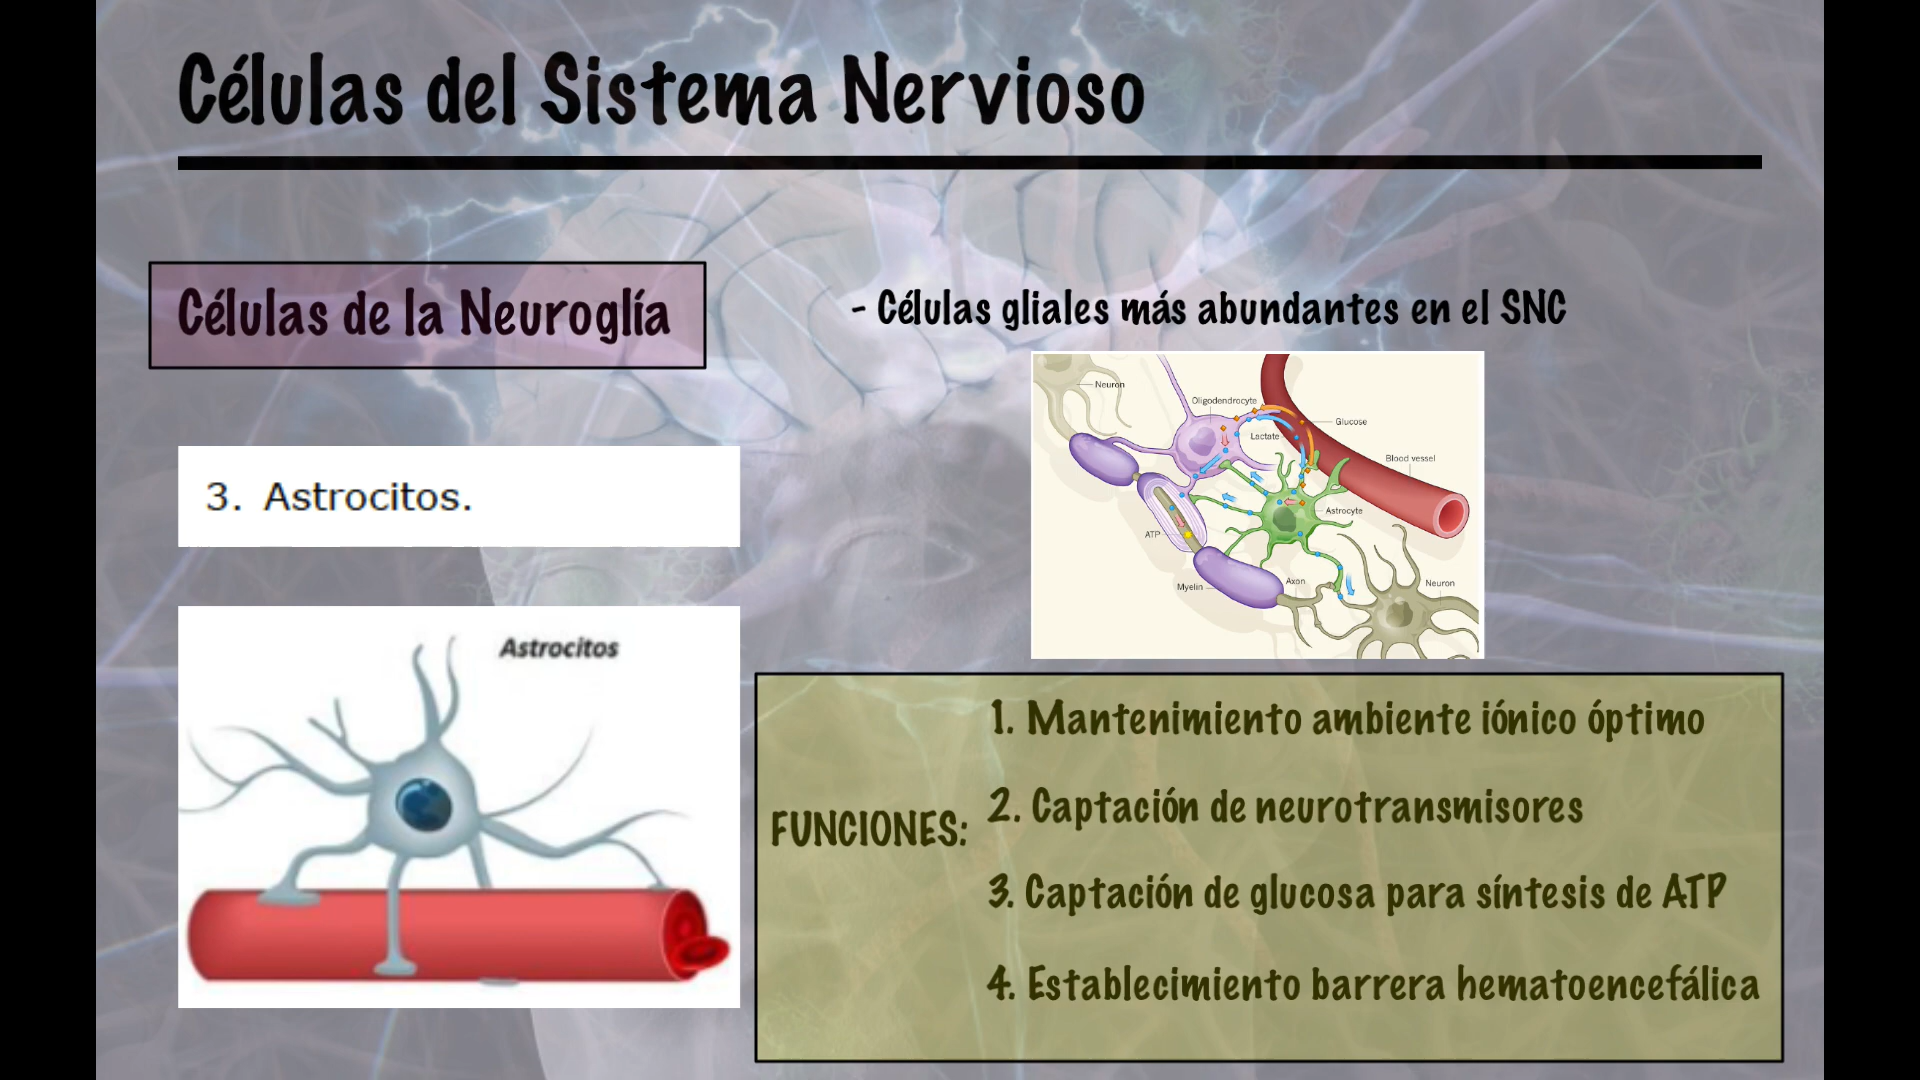 Células del Sistema Nervioso
Células de la Neuroglía
- Células gliales más abundantes en el SNC
3. Astrocitos.
Neuron
Oligodendrocyte
Glucose
Lactate
Blood vessel
Astrocyte
ATP
Axon
Neuron
Myelin
Astrocitos
FUNCIONES:
1. Mantenimiento ambiente iónico óptimo
2. Captación de neurotransmisores
3. Captación de glucosa para síntesis de ATP
4. Establecimiento barrera hematoencefálica